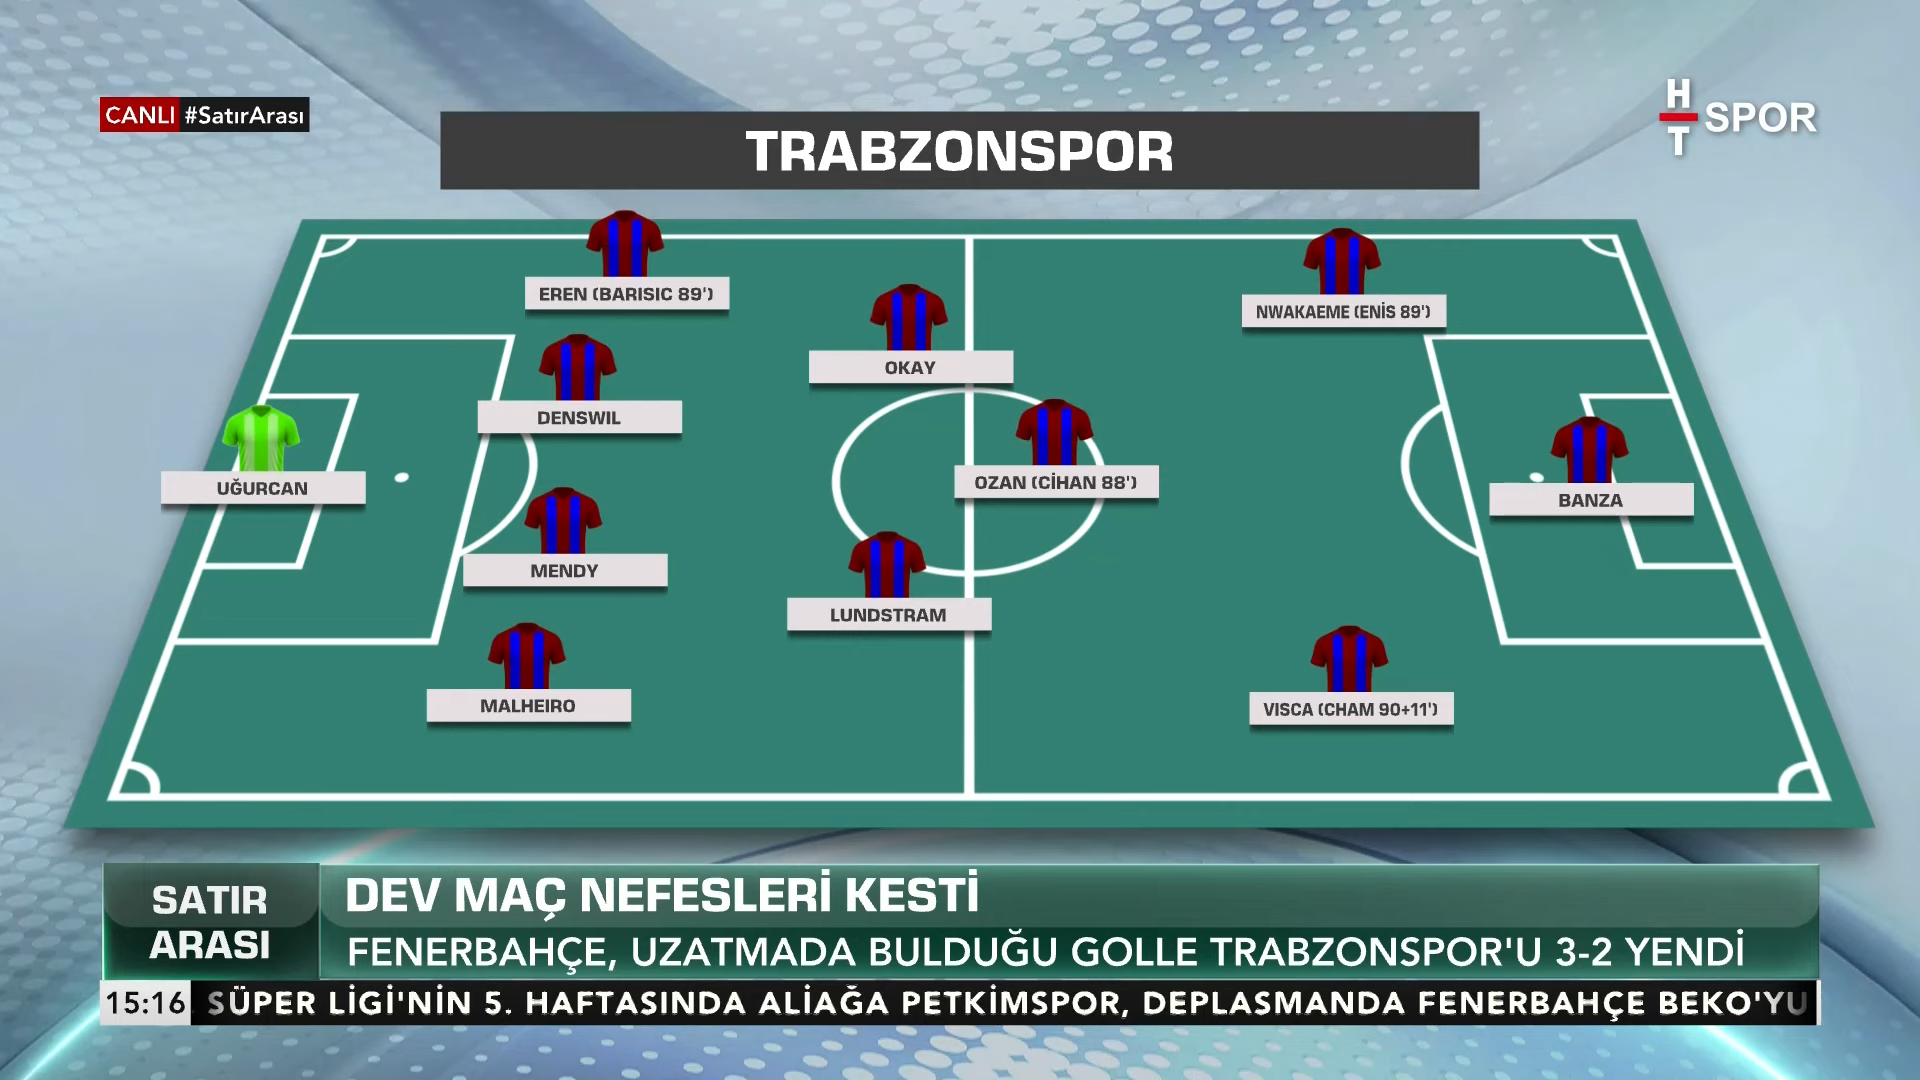 CANLI #SatırArası
H
T SPOR
TRABZONSPOR
EREN (BARISIC 89')
NWAKAEME (ENİS 89')
OKAY
DENSWIL
UĞURCAN
OZAN (CİHAN 88')
BANZA
MENDY
LUNDSTRAM
MALHEIRO
VISCA (CHAM 90+11')
SATIR
ARASI
DEV MAÇ NEFESLERİ KESTİ
FENERBAHÇE, UZATMADA BULDUĞU GOLLE TRABZONSPOR'U 3-2 YENDİ
15:16 SÜPER LİGİ'NİN 5. HAFTASINDA ALİAĞA PETKİMSPOR, DEPLASMANDA FENERBAHÇE BEKO'YU